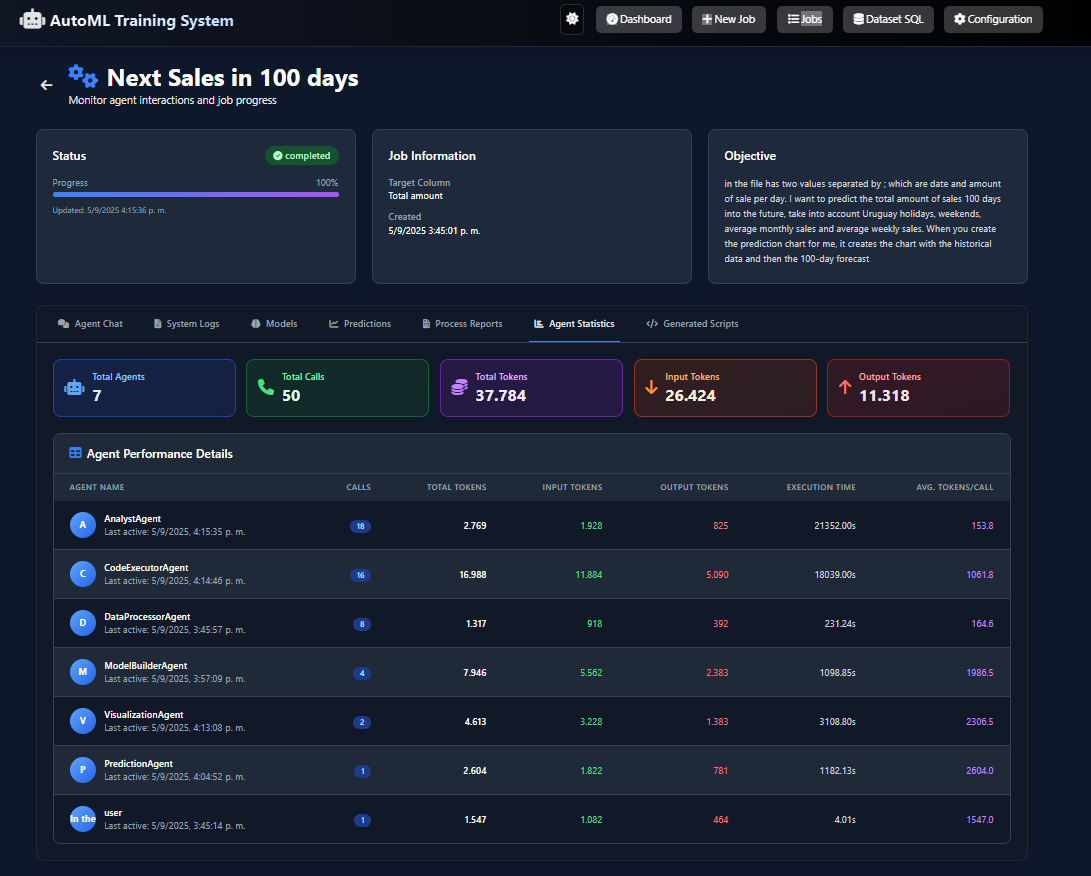 AutoML Training System
Dashboard
New Job
Jobs
Dataset SQL
Configuration
Next Sales in 100 days
Monitor agent interactions and job progress
Status
completed
Progress 100%
Updated: 5/9/2025 4:15:36 p. m.
Job Information
Target Column
Total amount
Created
5/9/2025 3:45:01 p. m.
Objective
in the file has two values separated by ; which are date and amount
of sale per day. I want to predict the total amount of sales 100 days
into the future, take into account Uruguay holidays, weekends,
average monthly sales and average weekly sales. When you create
the prediction chart for me, it creates the chart with the historical
data and then the 100-day forecast
Agent Chat
System Logs
Models
Predictions
Process Reports
Agent Statistics
Generated Scripts
Total Agents
7
Total Calls
50
Total Tokens
37.784
Input Tokens
26.424
Output Tokens
11.318
Agent Performance Details
AGENT NAME CALLS TOTAL TOKENS INPUT TOKENS OUTPUT TOKENS EXECUTION TIME AVG. TOKENS/CALL
A AnalystAgent
Last active: 5/9/2025, 4:15:35 p. m.
18 2.769 1.928 825 21352.00s 153.8
C CodeExecutorAgent
Last active: 5/9/2025, 4:14:46 p. m.
16 16.988 11.884 5.090 18039.00s 1061.8
D DataProcessorAgent
Last active: 5/9/2025, 3:45:57 p. m.
8 1.317 918 392 231.24s 164.6
M ModelBuilderAgent
Last active: 5/9/2025, 3:57:09 p. m.
4 7.946 5.562 2.383 1098.85s 1986.5
V VisualizationAgent
Last active: 5/9/2025, 4:13:08 p. m.
2 4.613 3.228 1.383 3108.80s 2306.5
P PredictionAgent
Last active: 5/9/2025, 4:04:52 p. m.
1 2.604 1.822 781 1182.13s 2604.0
In the user
Last active: 5/9/2025, 3:45:14 p. m.
1 1.547 1.082 464 4.01s 1547.0